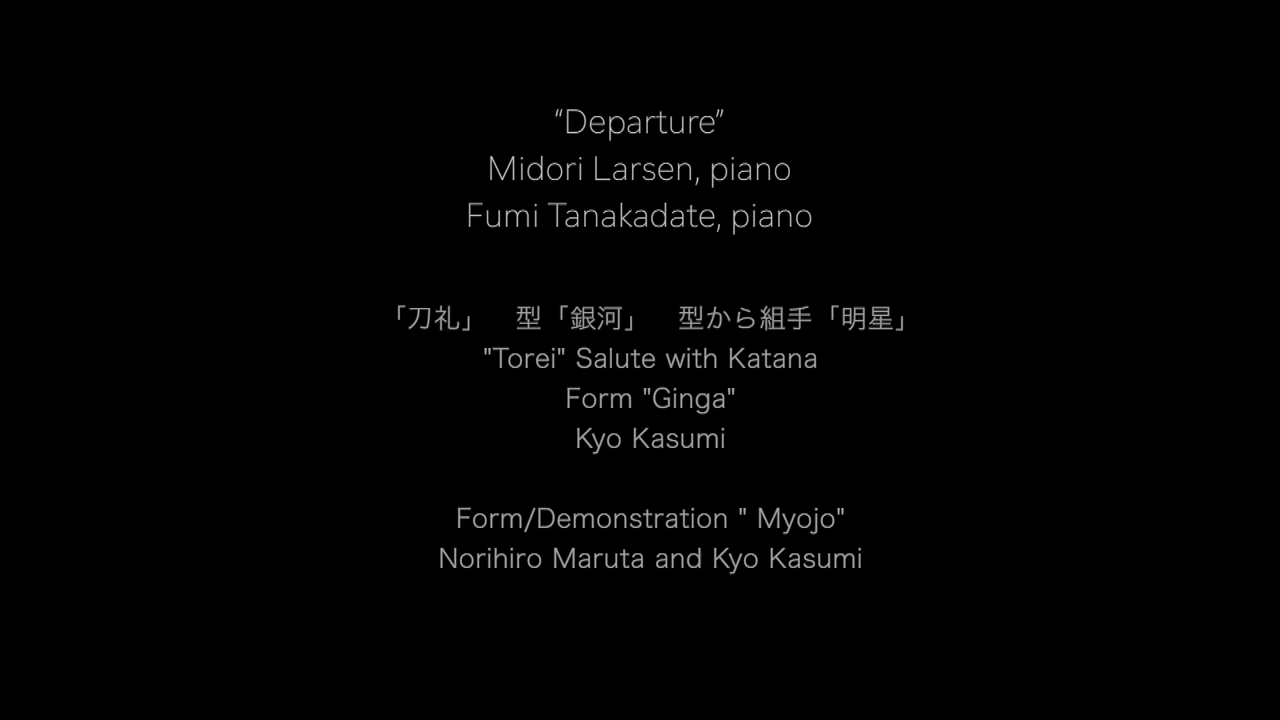 “Departure”
Midori Larsen, piano
Fumi Tanakadate, piano
「刀礼」　型「銀河」　型から組手「明星」
"Torei" Salute with Katana
Form "Ginga"
Kyo Kasumi
Form/Demonstration " Myojo"
Norihiro Maruta and Kyo Kasumi